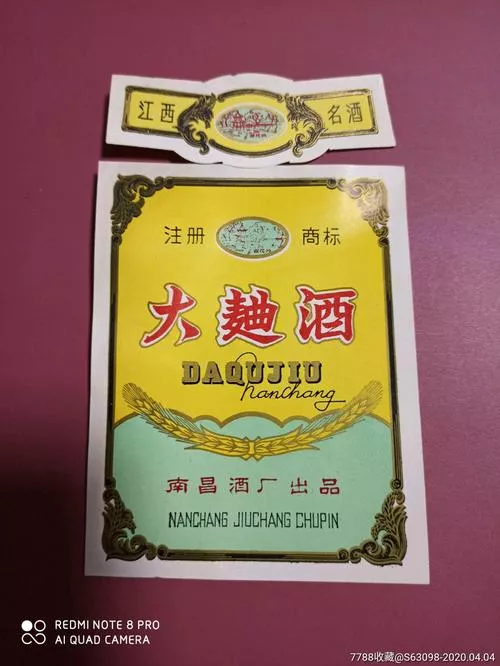 江西 名酒
注册 商标
大麯酒
DAQUJIU
Nanchang
南昌酒厂出品
NANCHANG JIUCHANG CHUPIN
REDMI NOTE 8 PRO
AI QUAD CAMERA
7788收藏@S63098-2020.04.04